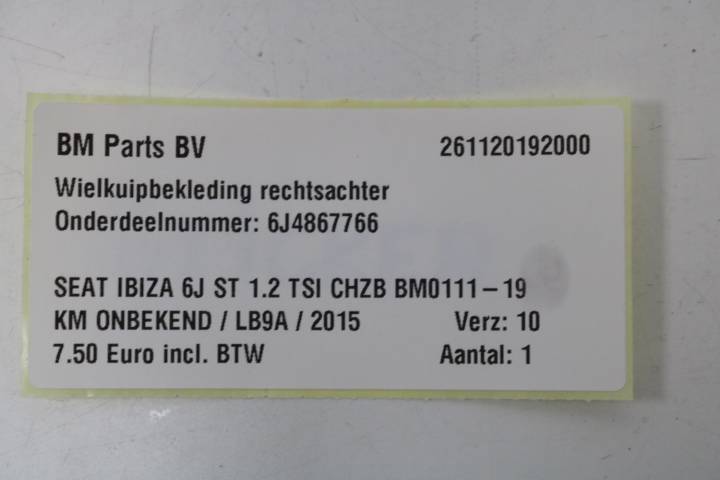 BM Parts BV 261120192000
Wielkuipbekleding rechtsachter
Onderdeelnummer: 6J4867766
SEAT IBIZA 6J ST 1.2 TSI CHZB BM0111-19
KM ONBEKEND / LB9A / 2015 Verz: 10
7.50 Euro incl. BTW Aantal: 1